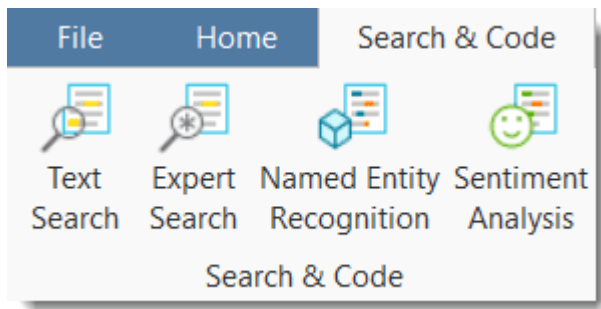 File Home Search & Code
Text Expert Named Entity Sentiment
Search Search Recognition Analysis
Search & Code